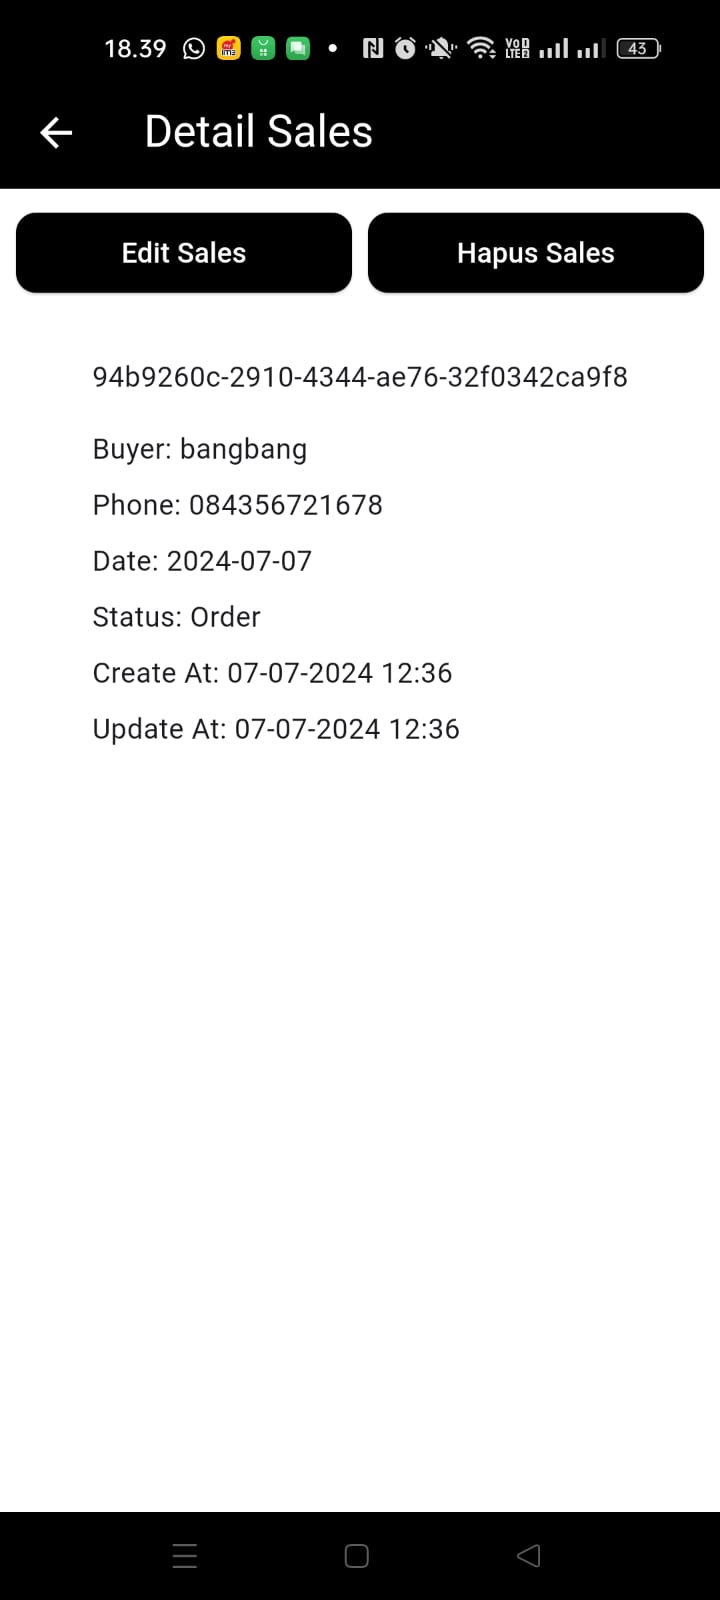 18.39
VoD
LTE2
43
Detail Sales
Edit Sales
Hapus Sales
94b9260c-2910-4344-ae76-32f0342ca9f8
Buyer: bangbang
Phone: 084356721678
Date: 2024-07-07
Status: Order
Create At: 07-07-2024 12:36
Update At: 07-07-2024 12:36